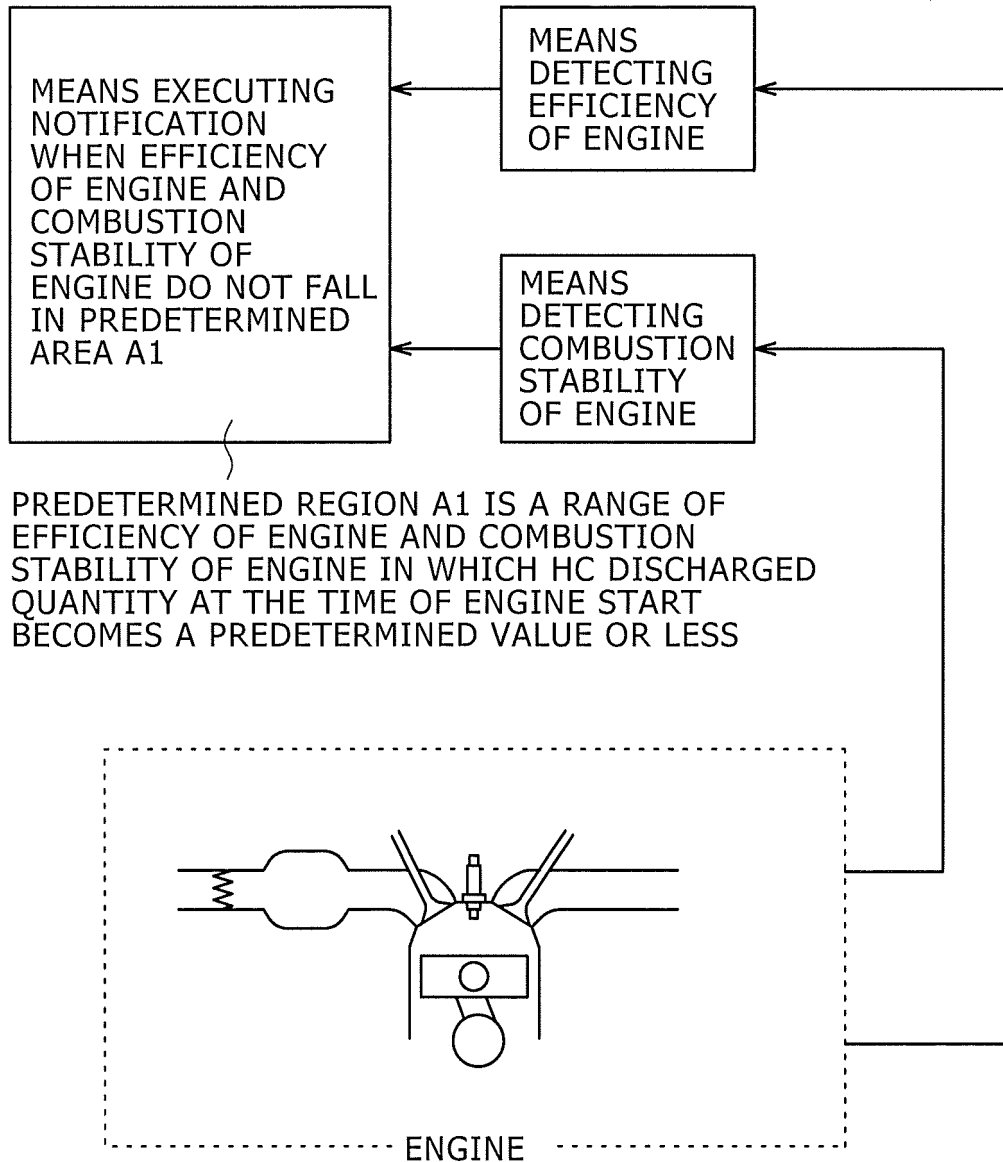 MEANS EXECUTING
NOTIFICATION
WHEN EFFICIENCY
OF ENGINE AND
COMBUSTION
STABILITY OF
ENGINE DO NOT FALL
IN PREDETERMINED
AREA A1
MEANS
DETECTING
EFFICIENCY
OF ENGINE
MEANS
DETECTING
COMBUSTION
STABILITY
OF ENGINE
PREDETERMINED REGION A1 IS A RANGE OF
EFFICIENCY OF ENGINE AND COMBUSTION
STABILITY OF ENGINE IN WHICH HC DISCHARGED
QUANTITY AT THE TIME OF ENGINE START
BECOMES A PREDETERMINED VALUE OR LESS
ENGINE